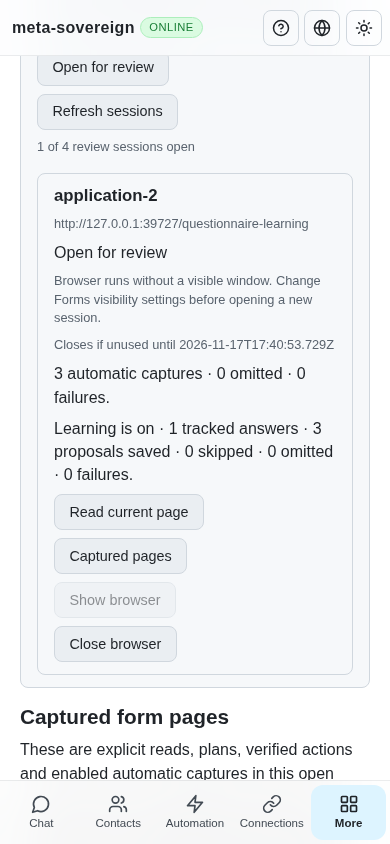 meta-sovereign ONLINE
Open for review
Refresh sessions
1 of 4 review sessions open
application-2
http://127.0.0.1:39727/questionnaire-learning
Open for review
Browser runs without a visible window. Change
Forms visibility settings before opening a new
session.
Closes if unused until 2026-11-17T17:40:53.729Z
3 automatic captures · 0 omitted · 0
failures.
Learning is on · 1 tracked answers · 3
proposals saved · 0 skipped · 0 omitted
· 0 failures.
Read current page
Captured pages
Show browser
Close browser
Captured form pages
These are explicit reads, plans, verified actions
and enabled automatic captures in this open
Chat Contacts Automation Connections More